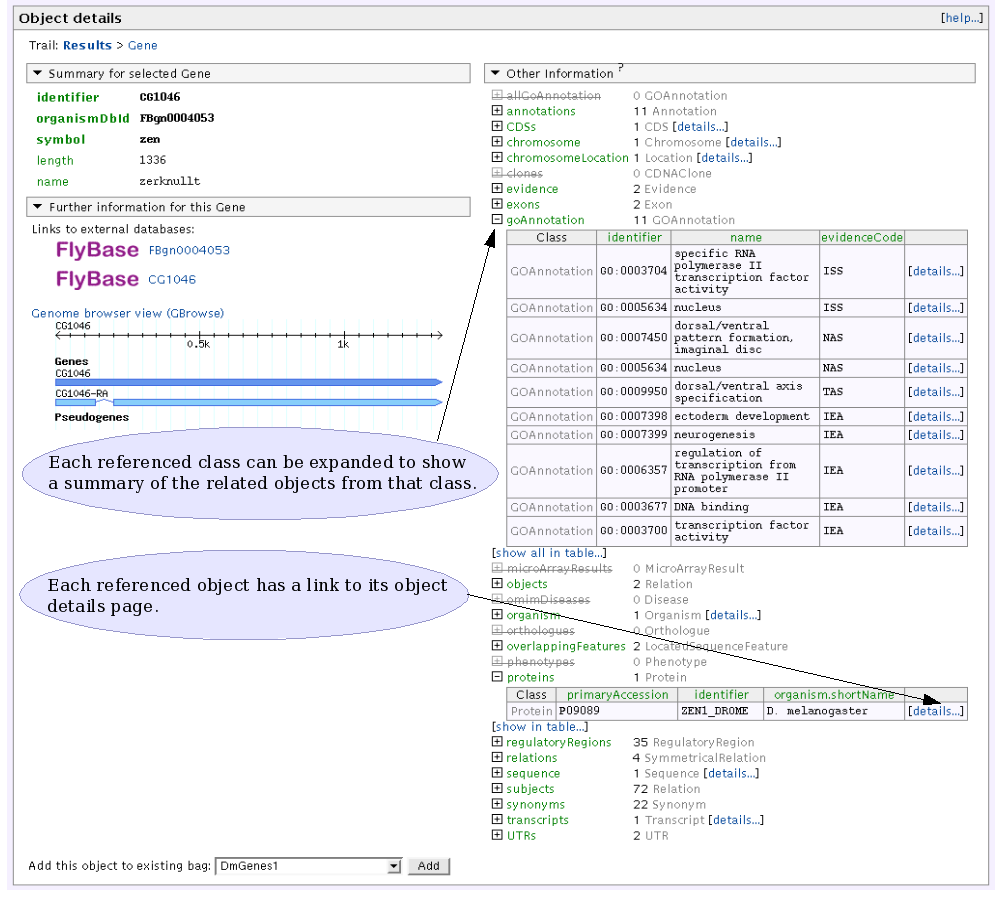 Object details
[help...]
Trail: Results > Gene
Summary for selected Gene
identifier CG1046
organismDbId FBgn0004053
symbol zen
length 1336
name zerknullt
Further information for this Gene
Links to external databases:
FlyBase FBgn0004053
FlyBase CG1046
Genome browser view (GBrowse)
CG1046
0.5k 1k
Genes
CG1046
CG1046-RA
Pseudogenes
Each referenced class can be expanded to show
a summary of the related objects from that class.
Each referenced object has a link to its object
details page.
Other Information ?
allGoAnnotation 0 GOAnnotation
annotations 11 Annotation
CDSs 1 CDS [details...]
chromosome 1 Chromosome [details...]
chromosomeLocation 1 Location [details...]
clones 0 CDNAClone
evidence 2 Evidence
exons 2 Exon
goAnnotation 11 GOAnnotation
Class identifier name evidenceCode
specific RNA
polymerase II
GOAnnotation GO:0003704 transcription factor ISS [details...]
activity
GOAnnotation GO:0005634 nucleus ISS [details...]
dorsal/ventral
GOAnnotation GO:0007450 pattern formation, NAS [details...]
imaginal disc
GOAnnotation GO:0005634 nucleus NAS [details...]
GOAnnotation GO:0009950 dorsal/ventral axis TAS [details...]
specification
GOAnnotation GO:0007398 ectoderm development IEA [details...]
GOAnnotation GO:0007399 neurogenesis IEA [details...]
regulation of
transcription from
GOAnnotation GO:0006357 RNA polymerase II IEA [details...]
promoter
GOAnnotation GO:0003677 DNA binding IEA [details...]
GOAnnotation GO:0003700 transcription factor IEA [details...]
activity
[show all in table...]
microArrayResults 0 MicroArrayResult
objects 2 Relation
omimDiseases 0 Disease
organism 1 Organism [details...]
orthologues 0 Orthologue
overlappingFeatures 2 LocatedSequenceFeature
phenotypes 0 Phenotype
proteins 1 Protein
Class primaryAccession identifier organism.shortName
Protein P09089 ZEN1_DROME D. melanogaster [details...]
[show in table...]
regulatoryRegions 35 RegulatoryRegion
relations 4 SymmetricalRelation
sequence 1 Sequence [details...]
subjects 72 Relation
synonyms 22 Synonym
transcripts 1 Transcript [details...]
UTRs 2 UTR
Add this object to existing bag: DmGenes1 Add